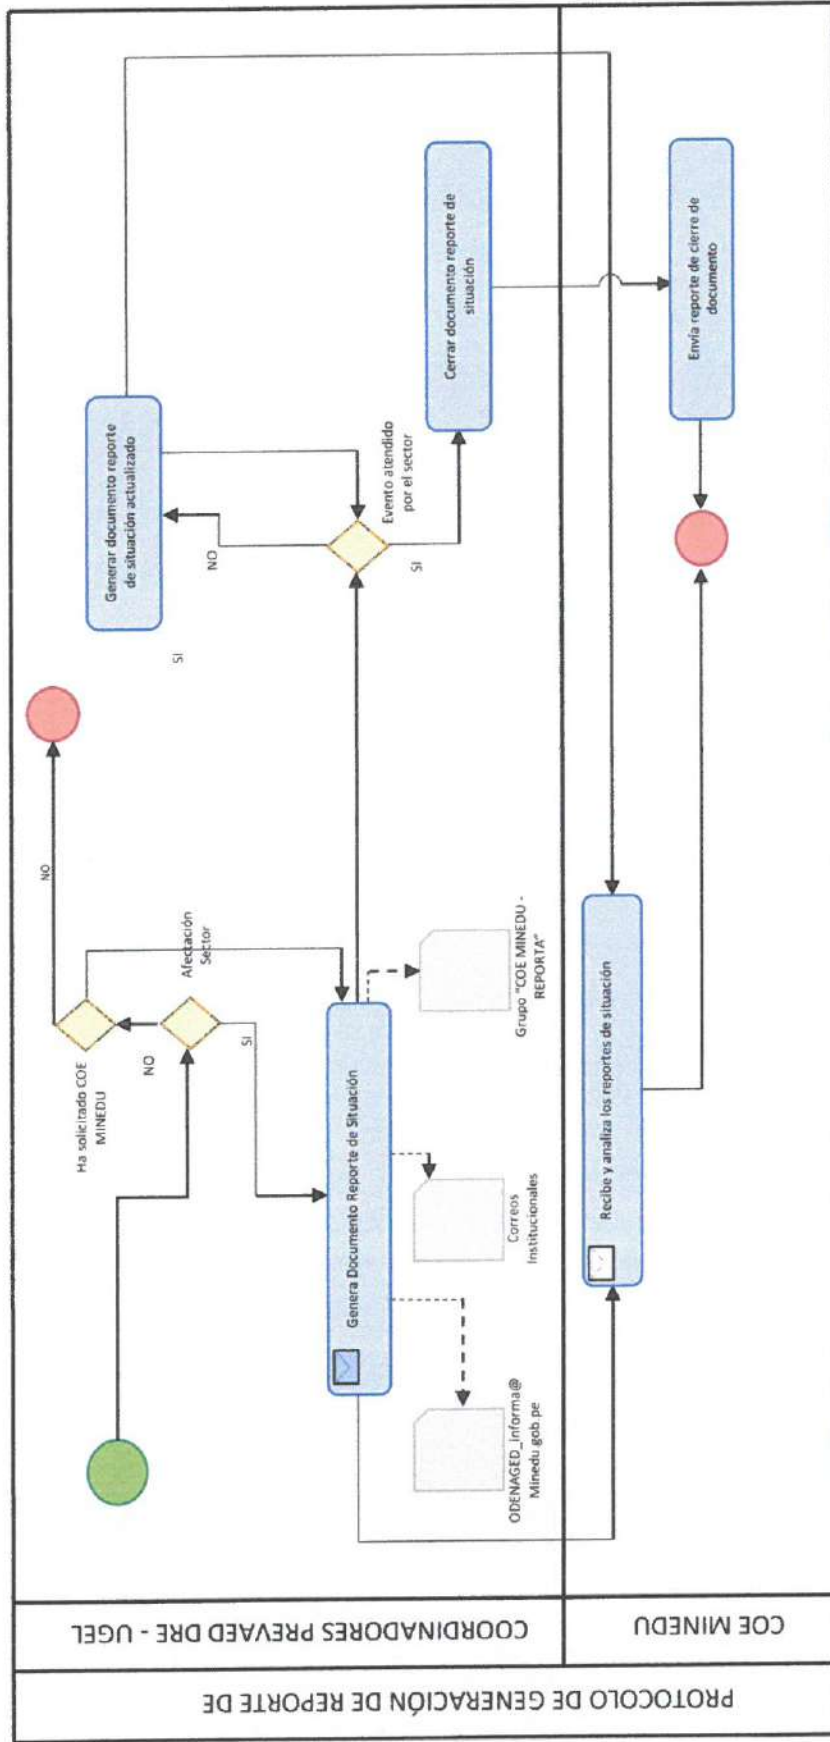 PROTOCOLO DE GENERACIÓN DE REPORTE DE
COORDINADORES PREVAED DRE - UGEL
COE MINEDU
Ha solicitado COE
MINEDU
NO
NO
Afectación
Sector
SI
Genera Documento Reporte de Situación
ODENAGED_informa@
Minedu.gob.pe
Correos
Institucionales
Grupo "COE MINEDU -
REPORTA"
SI
Generar documento reporte
de situación actualizado
NO
Evento atendido
por el sector
SI
Cerrar documento reporte de
situación
Recibe y analiza los reportes de situación
Envía reporte de cierre de
documento